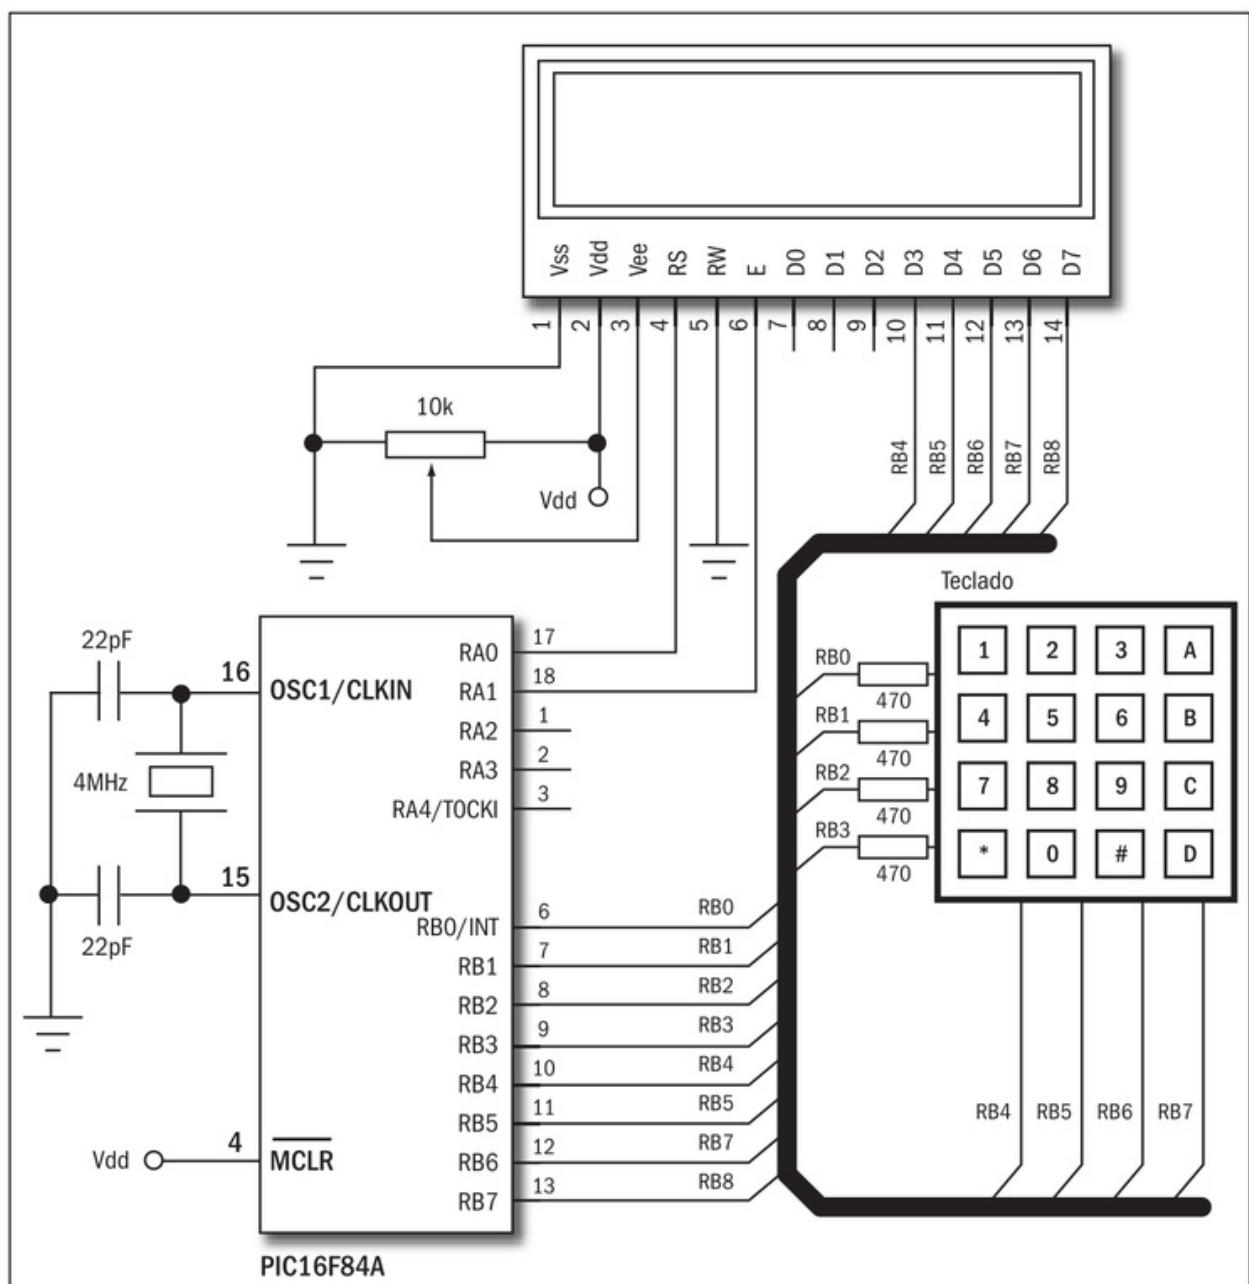 Vss Vdd Vee RS RW E D0 D1 D2 D3 D4 D5 D6 D7
1 2 3 4 5 6 7 8 9 10 11 12 13 14
10k
Vdd
RB4 RB5 RB6 RB7 RB8
Teclado
1 2 3 A
4 5 6 B
7 8 9 C
* 0 # D
RB0
470
RB1
470
RB2
470
RB3
470
RB4 RB5 RB6 RB7
22pF
4MHz
22pF
16 OSC1/CLKIN
15 OSC2/CLKOUT
Vdd 4 MCLR
RA0 17
RA1 18
RA2 1
RA3 2
RA4/TOCKI 3
RB0/INT 6 RB0
RB1 7 RB1
RB2 8 RB2
RB3 9 RB3
RB4 10 RB4
RB5 11 RB5
RB6 12 RB7
RB7 13 RB8
PIC16F84A